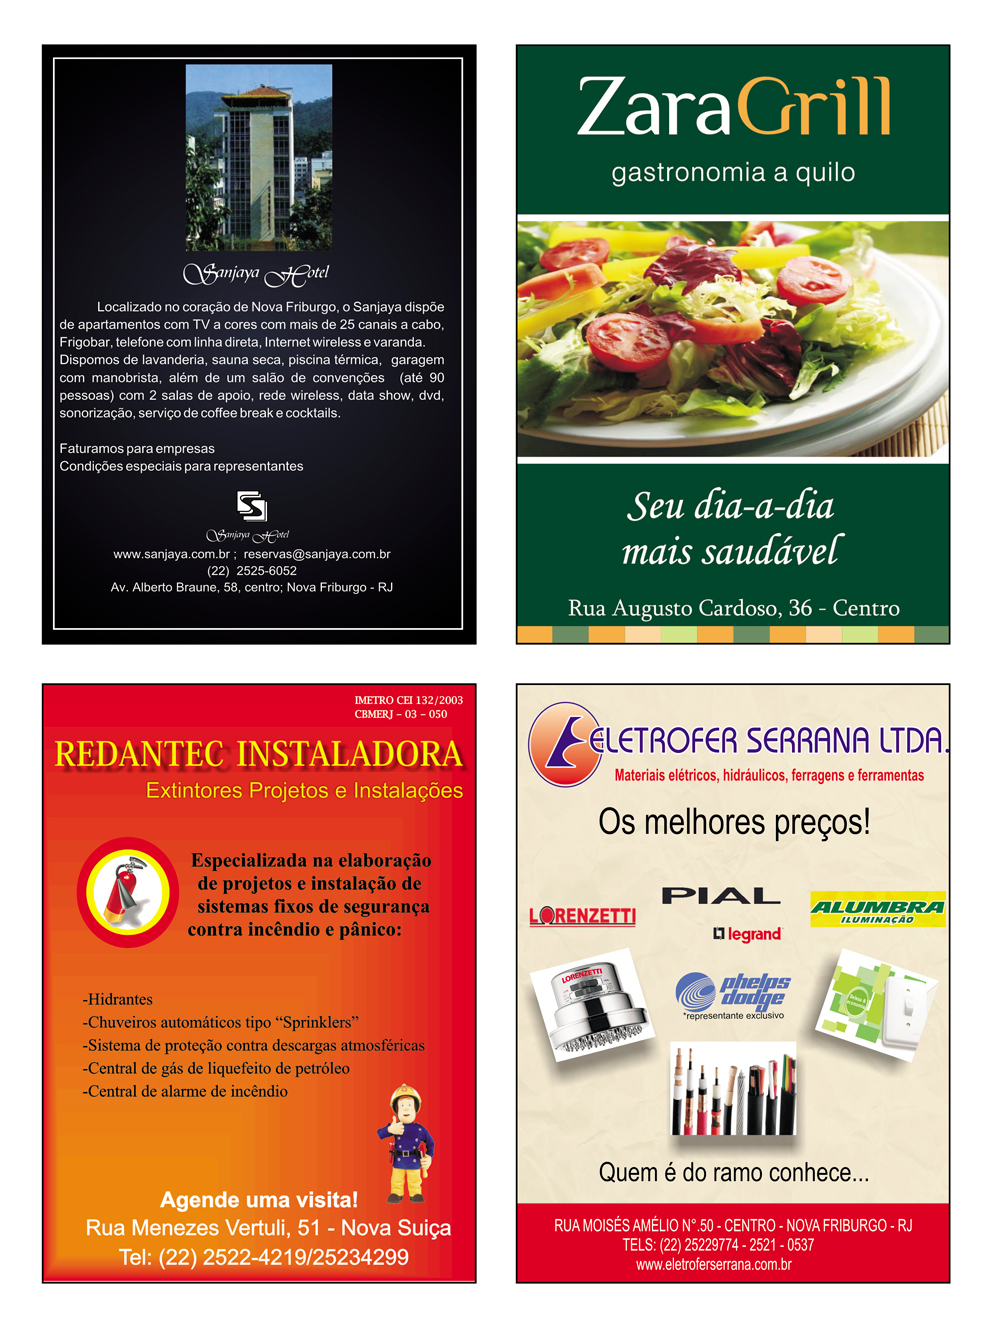 Sanjaya Hotel
Localizado no coração de Nova Friburgo, o Sanjaya dispõe
de apartamentos com TV a cores com mais de 25 canais a cabo,
Frigobar, telefone com linha direta, Internet wireless e varanda.
Dispomos de lavanderia, sauna seca, piscina térmica, garagem
com manobrista, além de um salão de convenções (até 90
pessoas) com 2 salas de apoio, rede wireless, data show, dvd,
sonorização, serviço de coffee break e cocktails.
Faturamos para empresas
Condições especiais para representantes
Sanjaya Hotel
www.sanjaya.com.br ; reservas@sanjaya.com.br
(22) 2525-6052
Av. Alberto Braune, 58, centro; Nova Friburgo - RJ
ZaraGrill
gastronomia a quilo
Seu dia-a-dia
mais saudável
Rua Augusto Cardoso, 36 - Centro
IMETRO CEI 132/2003
CBMERJ – 03 – 050
REDANTEC INSTALADORA
Extintores Projetos e Instalações
Especializada na elaboração
de projetos e instalação de
sistemas fixos de segurança
contra incêndio e pânico:
-Hidrantes
-Chuveiros automáticos tipo “Sprinklers”
-Sistema de proteção contra descargas atmosféricas
-Central de gás de liquefeito de petróleo
-Central de alarme de incêndio
Agende uma visita!
Rua Menezes Vertuli, 51 - Nova Suiça
Tel: (22) 2522-4219/25234299
ELETROFER SERRANA LTDA.
Materiais elétricos, hidráulicos, ferragens e ferramentas
Os melhores preços!
LORENZETTI
PIAL
legrand
ALUMBRA
ILUMINAÇÃO
LORENZETTI
phelps
dodge
*representante exclusivo
Quem é do ramo conhece...
RUA MOISÉS AMÉLIO N°.50 - CENTRO - NOVA FRIBURGO - RJ
TELS: (22) 25229774 - 2521 - 0537
www.eletroferserrana.com.br